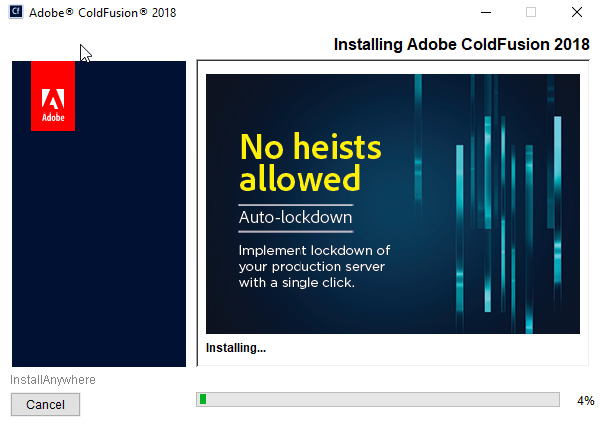 Cf Adobe® ColdFusion® 2018
Installing Adobe ColdFusion 2018
Adobe
No heists
allowed
Auto-lockdown
Implement lockdown of
your production server
with a single click.
Installing...
InstallAnywhere
Cancel
4%